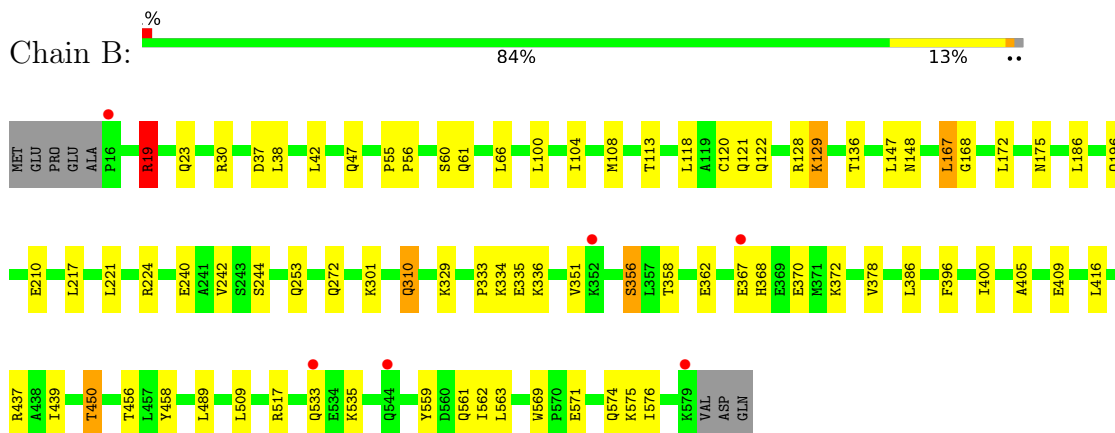 %
Chain B:
84% 13% ••
MET GLU PRO GLU ALA P16 R19 Q23 R30 D37 L38 L42 Q47 P55 P56 S60 Q61 L66 L100 I104 M108 T113 L118 A119 C120 Q121 Q122 R128 K129 T136 L147 N148 L167 G168 L172 N175 L186
E210 L217 L221 R224 E240 A241 V242 S243 S244 Q253 Q272 K301 Q310 K329 P333 K334 E335 K336 V351 K352 S356 L357 T358 E362 E367 H368 E369 E370 M371 K372 V378 L386 F396 I400 A405 E409 L416
R437 A438 I439 T450 T456 L457 Y458 L489 L509 R517 Q533 E534 K535 Q544 Y559 D560 Q561 I562 L563 W569 P570 E571 Q574 K575 I576 K579 VAL ASP GLN